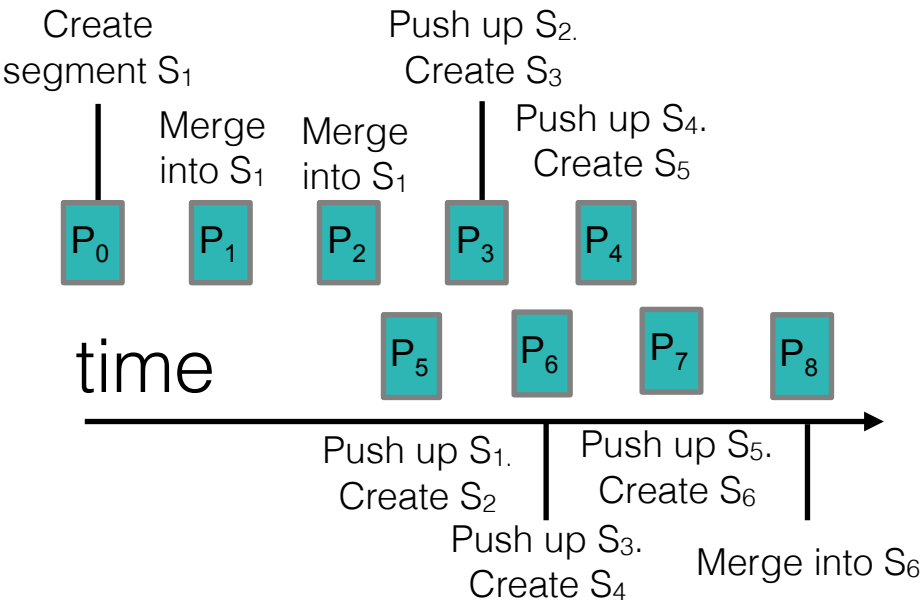 Create
segment S₁
Push up S₂.
Create S₃
Merge
into S₁
Merge
into S₁
Push up S₄.
Create S₅
P₀
P₁
P₂
P₃
P₄
P₅
P₆
P₇
P₈
time
Push up S₁.
Create S₂
Push up S₅.
Create S₆
Push up S₃.
Create S₄
Merge into S₆